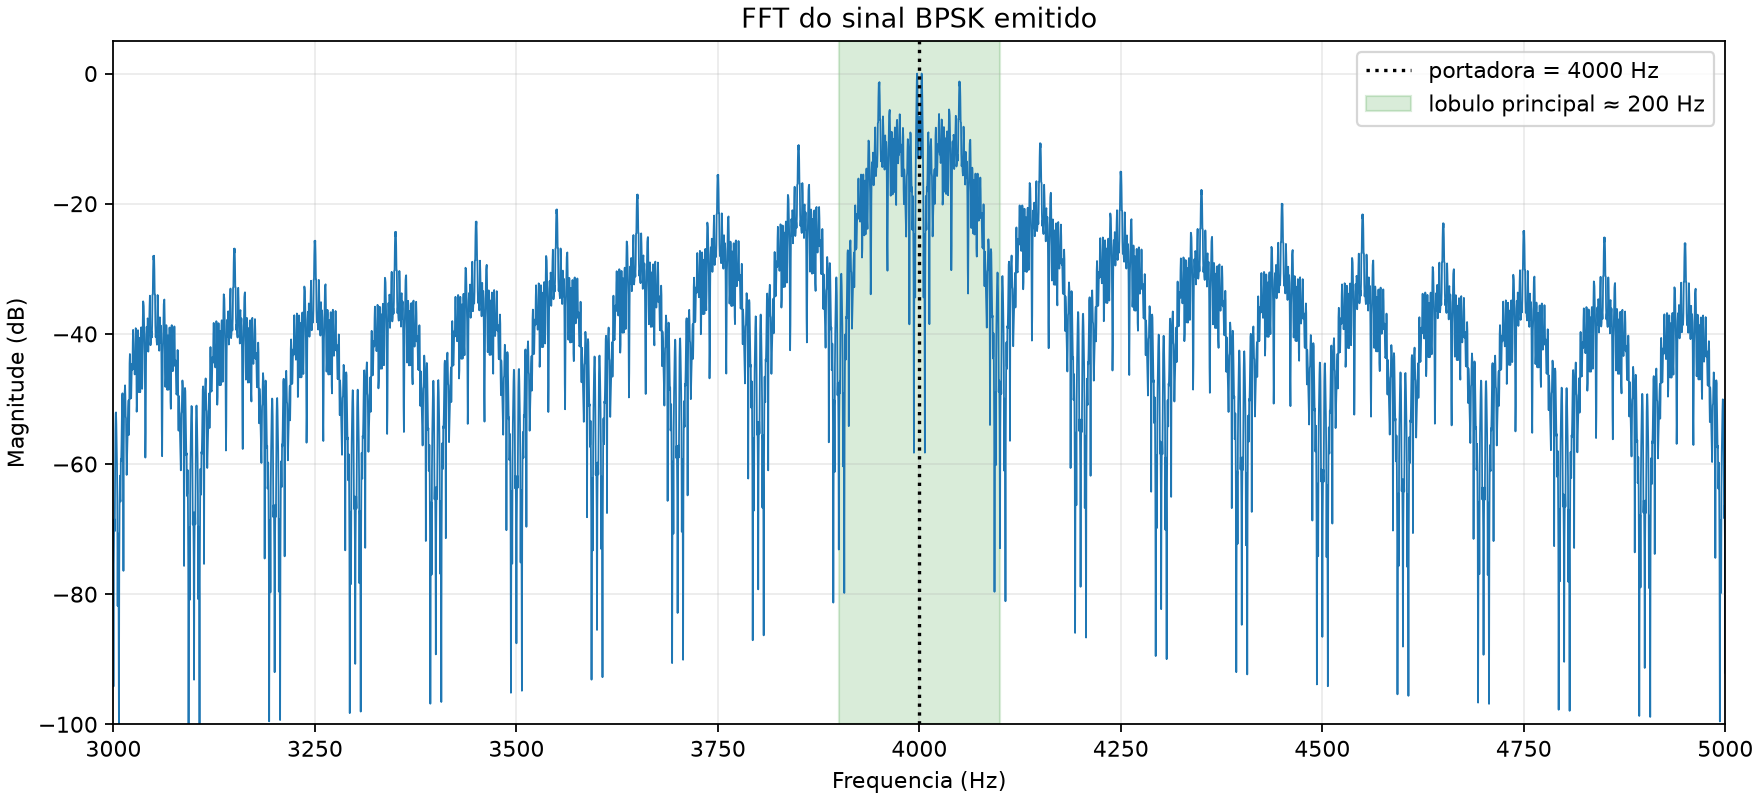 FFT do sinal BPSK emitido
portadora = 4000 Hz
lobulo principal ≈ 200 Hz
Magnitude (dB)
0
−20
−40
−60
−80
−100
3000 3250 3500 3750 4000 4250 4500 4750 5000
Frequencia (Hz)